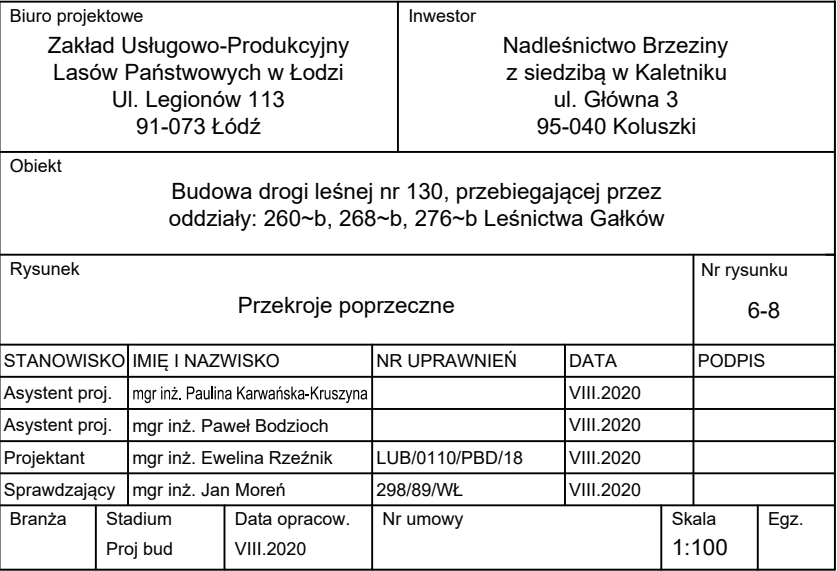 Biuro projektowe
Zakład Usługowo-Produkcyjny
Lasów Państwowych w Łodzi
Ul. Legionów 113
91-073 Łódź
Inwestor
Nadleśnictwo Brzeziny
z siedzibą w Kaletniku
ul. Główna 3
95-040 Koluszki
Obiekt
Budowa drogi leśnej nr 130, przebiegającej przez
oddziały: 260~b, 268~b, 276~b Leśnictwa Gałków
Rysunek
Przekroje poprzeczne
Nr rysunku
6-8
STANOWISKO IMIĘ I NAZWISKO NR UPRAWNIEŃ DATA PODPIS
Asystent proj. mgr inż. Paulina Karwańska-Kruszyna VIII.2020
Asystent proj. mgr inż. Paweł Bodzioch VIII.2020
Projektant mgr inż. Ewelina Rzeźnik LUB/0110/PBD/18 VIII.2020
Sprawdzający mgr inż. Jan Moreń 298/89/WŁ VIII.2020
Branża Stadium Data opracow. Nr umowy Skala Egz.
Proj bud VIII.2020 1:100